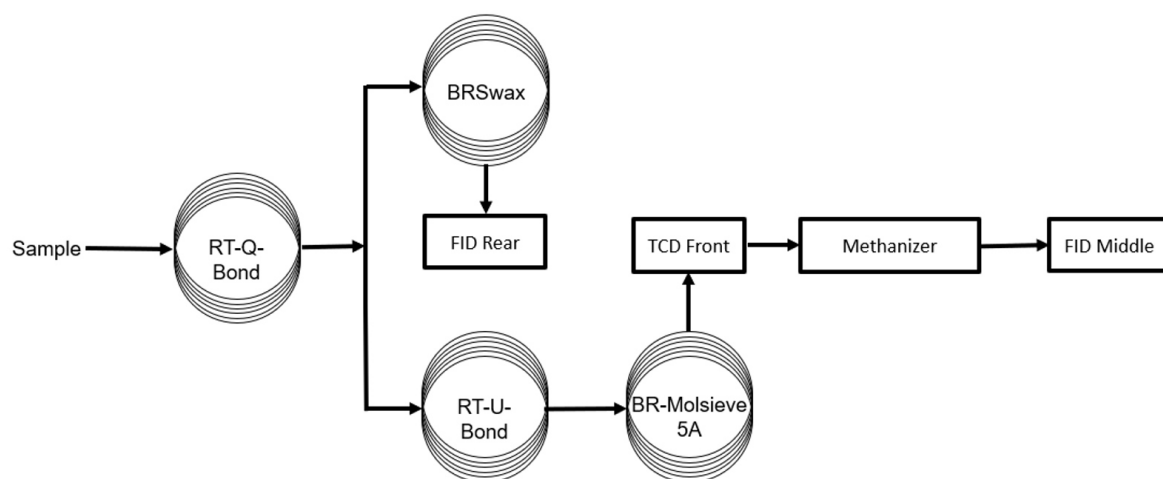 BRSwax
Sample
RT-Q-
Bond
FID Rear
TCD Front
Methanizer
FID Middle
RT-U-
Bond
BR-Molsieve
5A